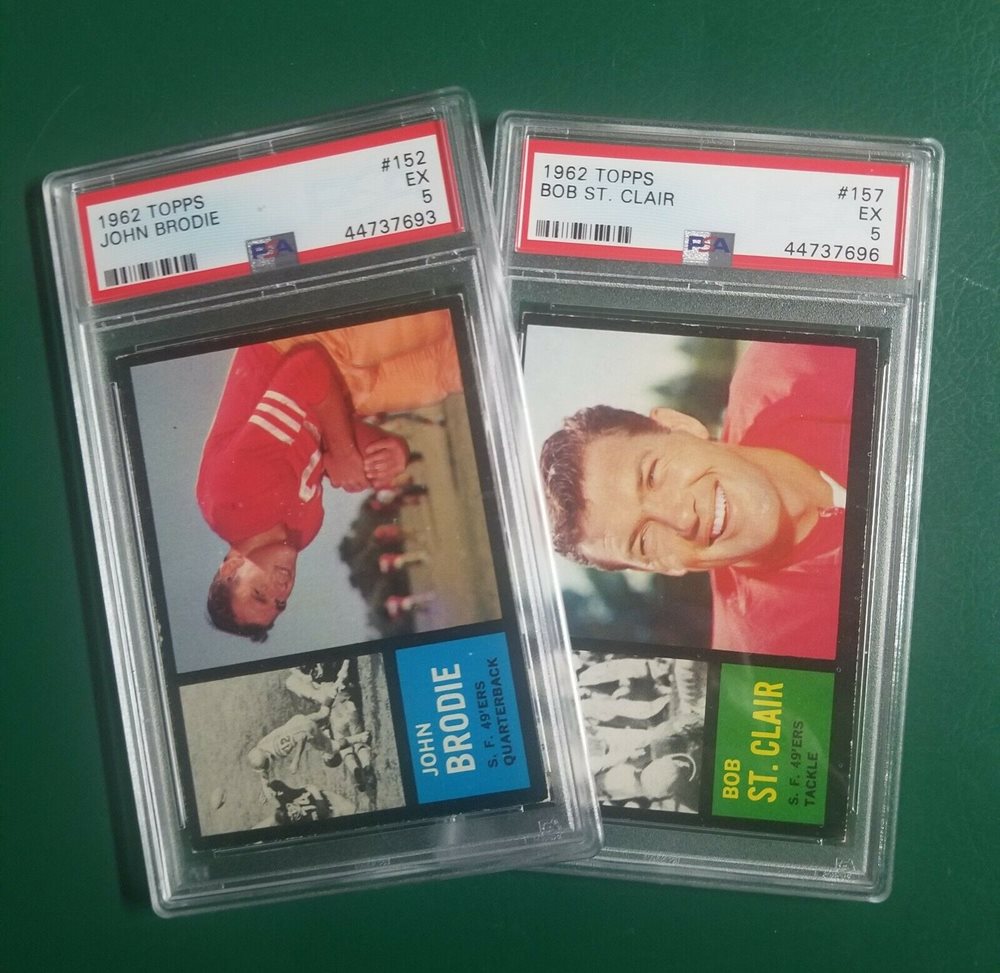 1962 TOPPS
JOHN BRODIE
#152
EX
5
44737693
PSA
JOHN
BRODIE
S. F. 49'ERS
QUARTERBACK
1962 TOPPS
BOB ST. CLAIR
#157
EX
5
44737696
PSA
BOB
ST. CLAIR
S. F. 49'ERS
TACKLE